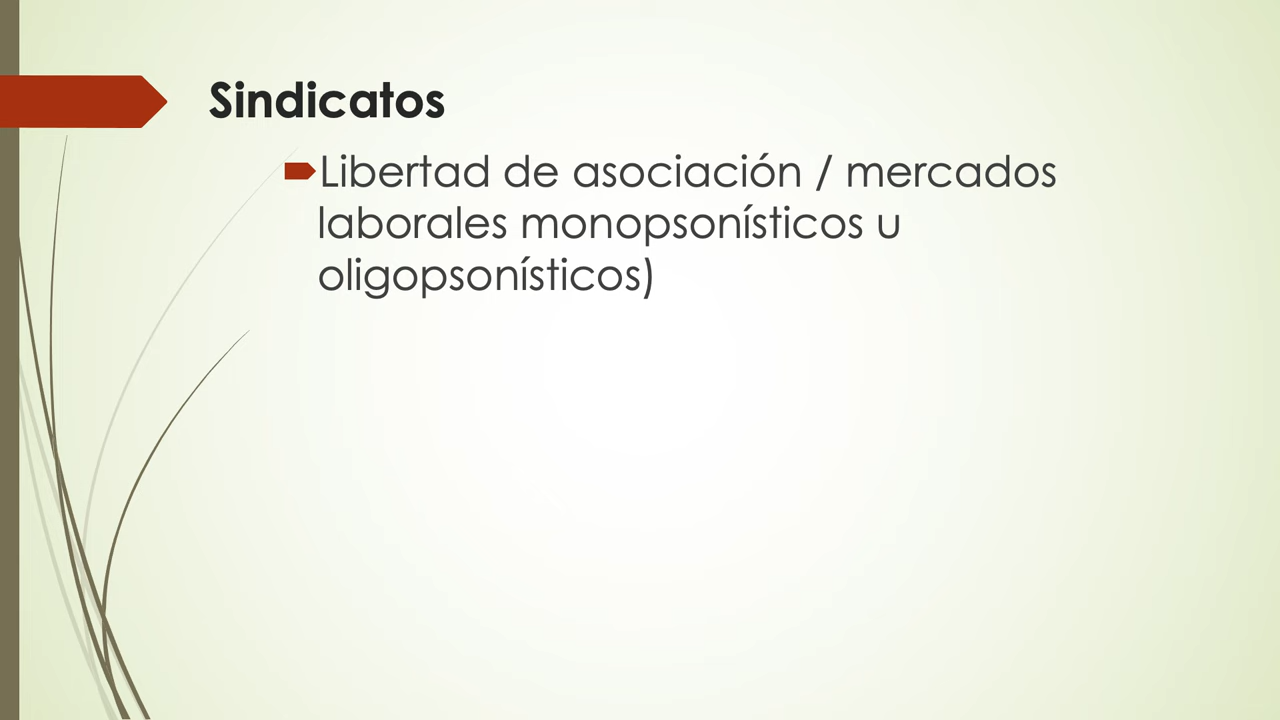 Sindicatos
Libertad de asociación / mercados
laborales monopsonísticos u
oligopsonísticos)